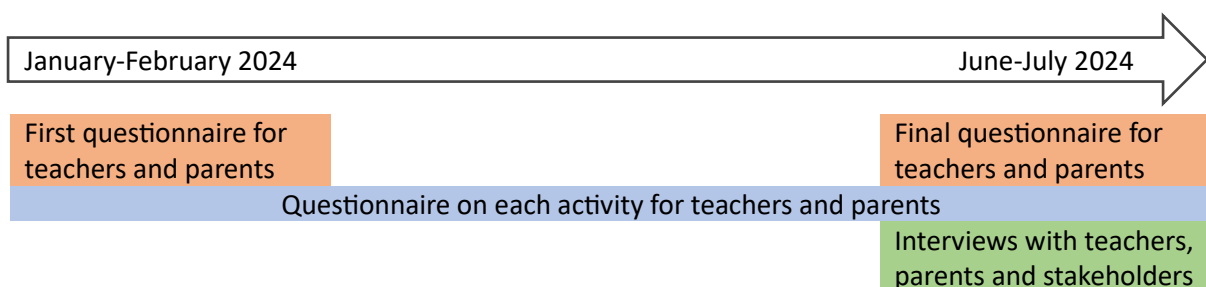 January-February 2024
June-July 2024
First questionnaire for
teachers and parents
Final questionnaire for
teachers and parents
Questionnaire on each activity for teachers and parents
Interviews with teachers,
parents and stakeholders